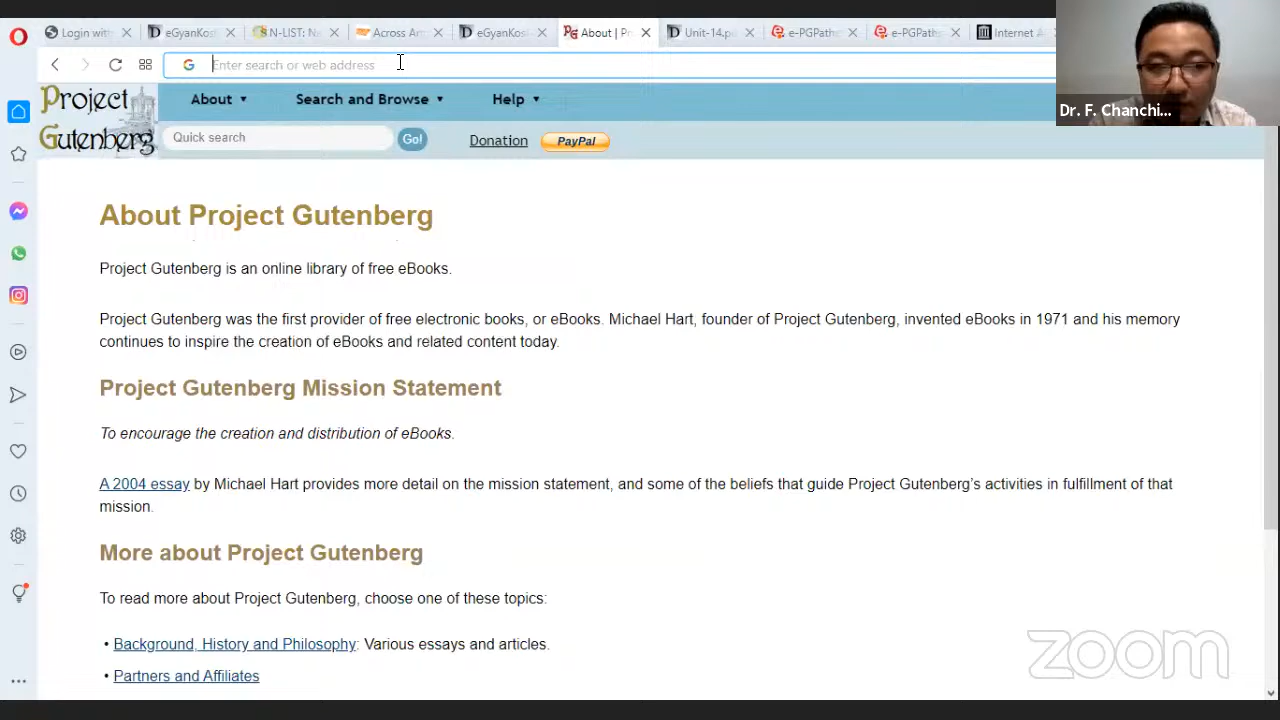 Login with
eGyanKosh
N-LIST: N
Across Arc
eGyanKosh
About | Pr
Unit-14.pd
e-PGPaths
e-PGPaths
Internet A
Enter search or web address
Project Gutenberg
About
Search and Browse
Help
Quick search
Go!
Donation
PayPal
Dr. F. Chanchi...
About Project Gutenberg
Project Gutenberg is an online library of free eBooks.
Project Gutenberg was the first provider of free electronic books, or eBooks. Michael Hart, founder of Project Gutenberg, invented eBooks in 1971 and his memory
continues to inspire the creation of eBooks and related content today.
Project Gutenberg Mission Statement
To encourage the creation and distribution of eBooks.
A 2004 essay by Michael Hart provides more detail on the mission statement, and some of the beliefs that guide Project Gutenberg's activities in fulfillment of that
mission.
More about Project Gutenberg
To read more about Project Gutenberg, choose one of these topics:
• Background, History and Philosophy: Various essays and articles.
• Partners and Affiliates
zoom